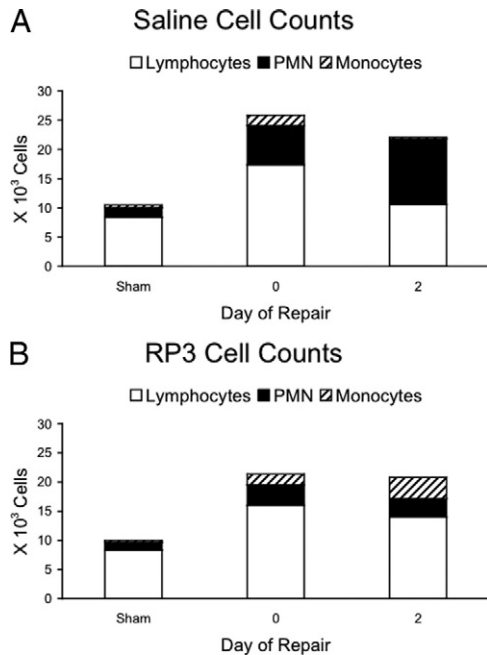 A Saline Cell Counts
Lymphocytes PMN Monocytes
30
25
20
15
10
5
0
X 10³ Cells
Sham 0 2
Day of Repair
B RP3 Cell Counts
Lymphocytes PMN Monocytes
30
25
20
15
10
5
0
X 10³ Cells
Sham 0 2
Day of Repair